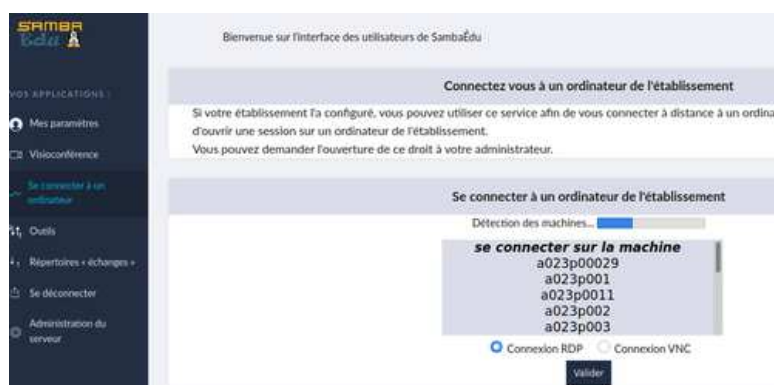 SAMBA
Edu
Bienvenue sur l'interface des utilisateurs de SambaÉdu
VOS APPLICATIONS :
Mes paramètres
Visioconférence
Se connecter à un
ordinateur
Outils
Répertoires « échanges »
Se déconnecter
Administration du
serveur
Connectez vous à un ordinateur de l'établissement
Si votre établissement l'a configuré, vous pouvez utiliser ce service afin de vous connecter à distance à un ordina
d'ouvrir une session sur un ordinateur de l'établissement.
Vous pouvez demander l'ouverture de ce droit à votre administrateur.
Se connecter à un ordinateur de l'établissement
Détection des machines...
se connecter sur la machine
a023p00029
a023p001
a023p0011
a023p002
a023p003
Connexion RDP
Connexion VNC
Valider